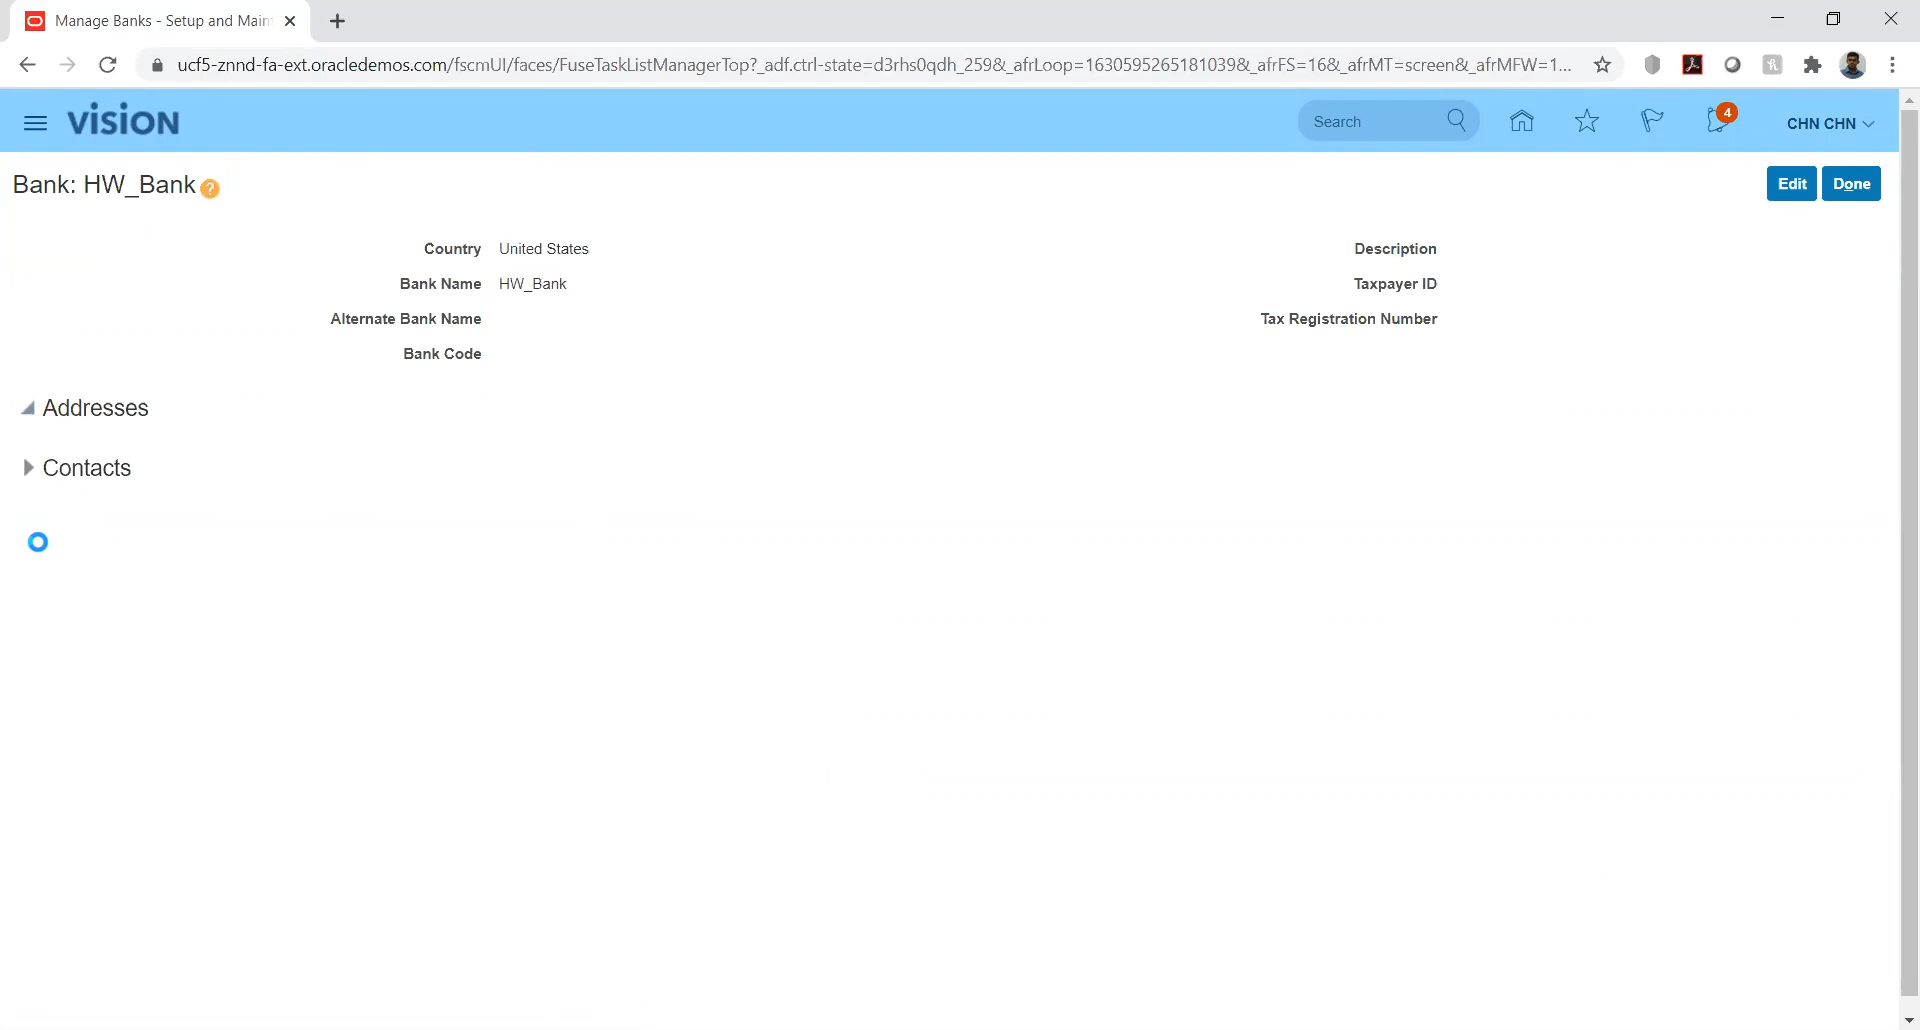 Manage Banks - Setup and Main
ucf5-znnd-fa-ext.oracledemos.com/fscmUI/faces/FuseTaskListManagerTop?_adf.ctrl-state=d3rhs0qdh_259&_afrLoop=1630595265181039&_afrFS=16&_afrMT=screen&_afrMFW=1...
vision
Search
4
CHN CHN
Bank: HW_Bank ?
Edit
Done
Country United States
Description
Bank Name HW_Bank
Taxpayer ID
Alternate Bank Name
Tax Registration Number
Bank Code
Addresses
Contacts